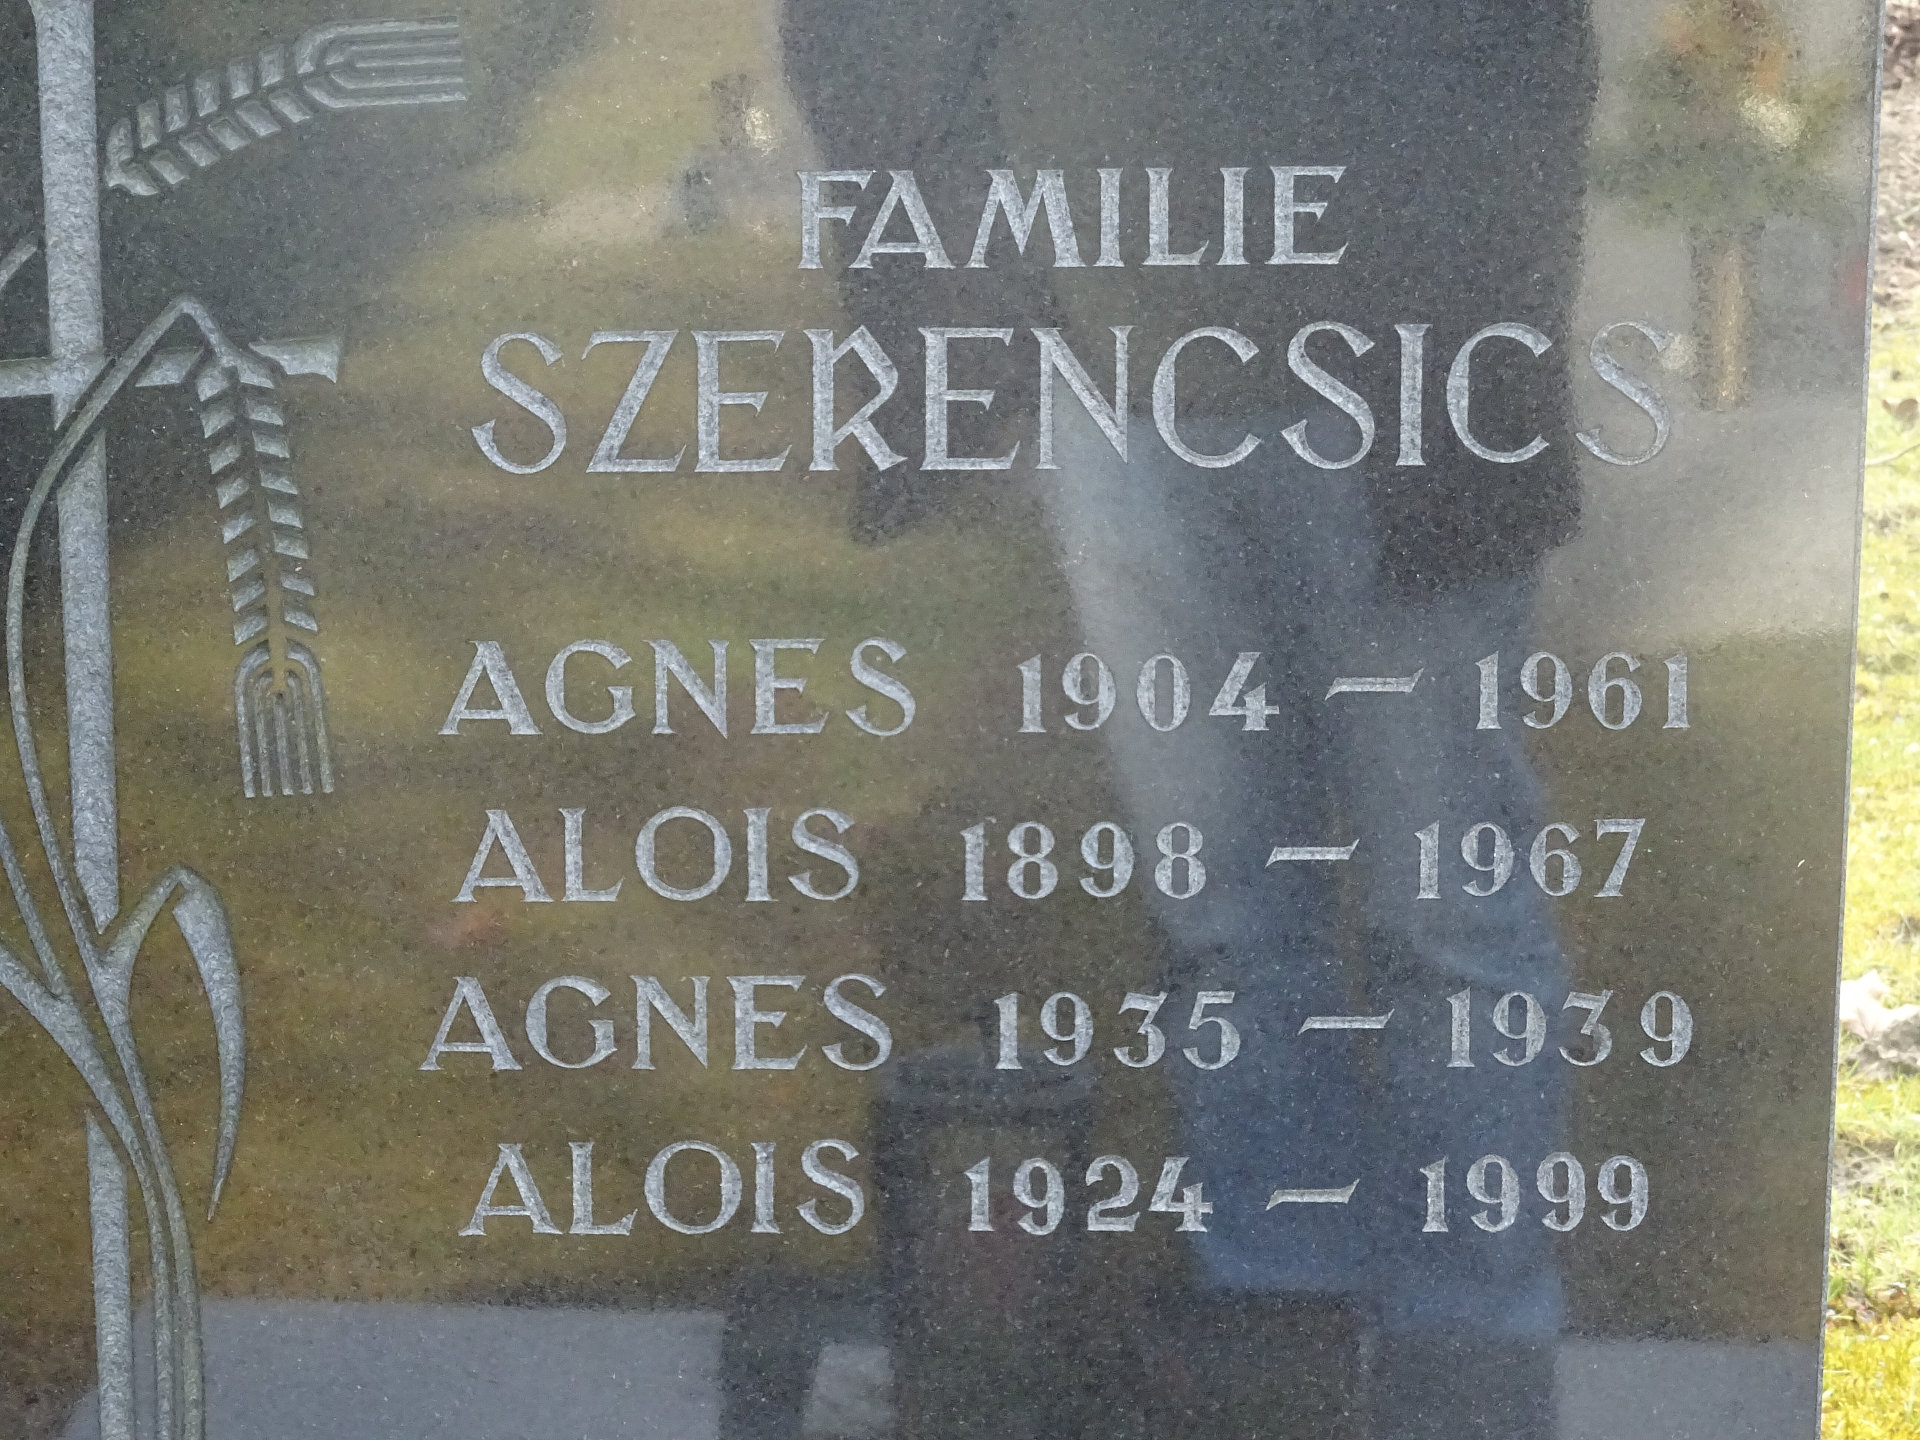 FAMILIE
SZERENCSICS
AGNES 1904 – 1961
ALOIS 1898 – 1967
AGNES 1935 – 1939
ALOIS 1924 – 1999